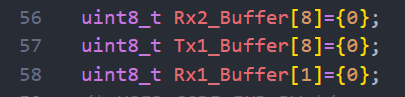 56 uint8_t Rx2_Buffer[8]={0};
57 uint8_t Tx1_Buffer[8]={0};
58 uint8_t Rx1_Buffer[1]={0};